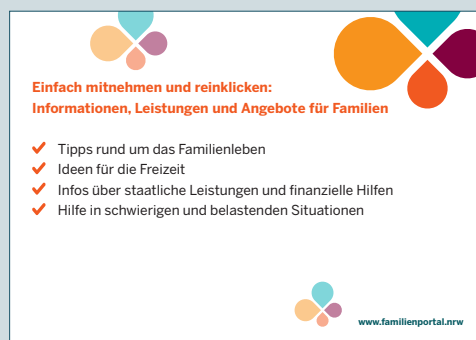 Einfach mitnehmen und reinklicken:
Informationen, Leistungen und Angebote für Familien
Tipps rund um das Familienleben
Ideen für die Freizeit
Infos über staatliche Leistungen und finanzielle Hilfen
Hilfe in schwierigen und belastenden Situationen
www.familienportal.nrw